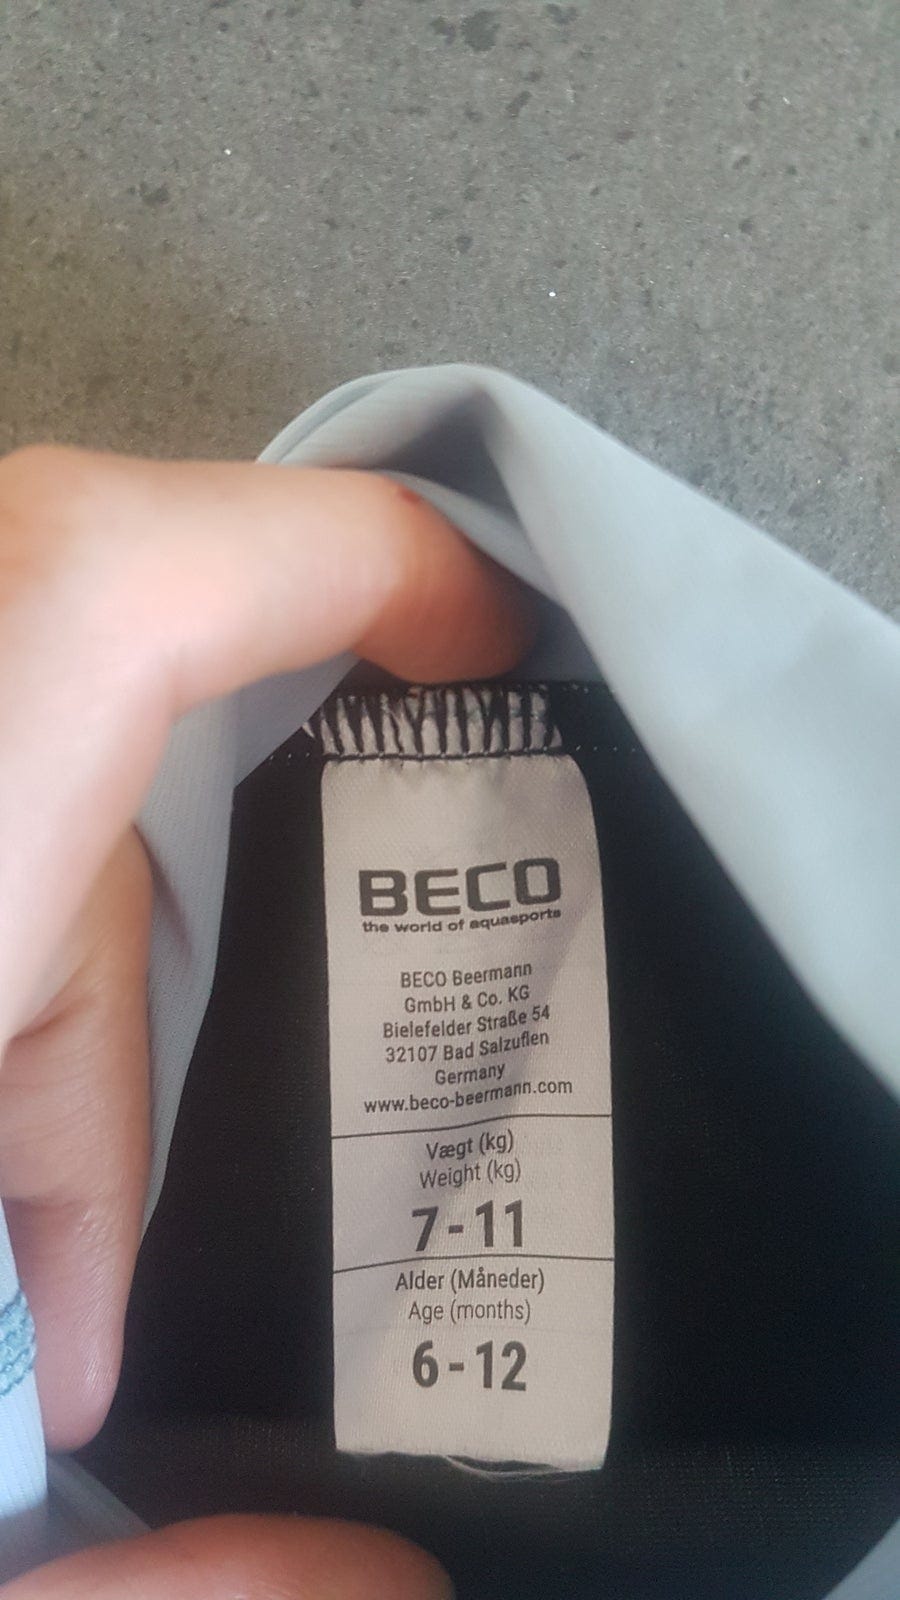 BECO
the world of aquasports
BECO Beermann
GmbH & Co. KG
Bielefelder Straße 54
32107 Bad Salzuflen
Germany
www.beco-beermann.com
Vægt (kg)
Weight (kg)
7 - 11
Alder (Måneder)
Age (months)
6 - 12